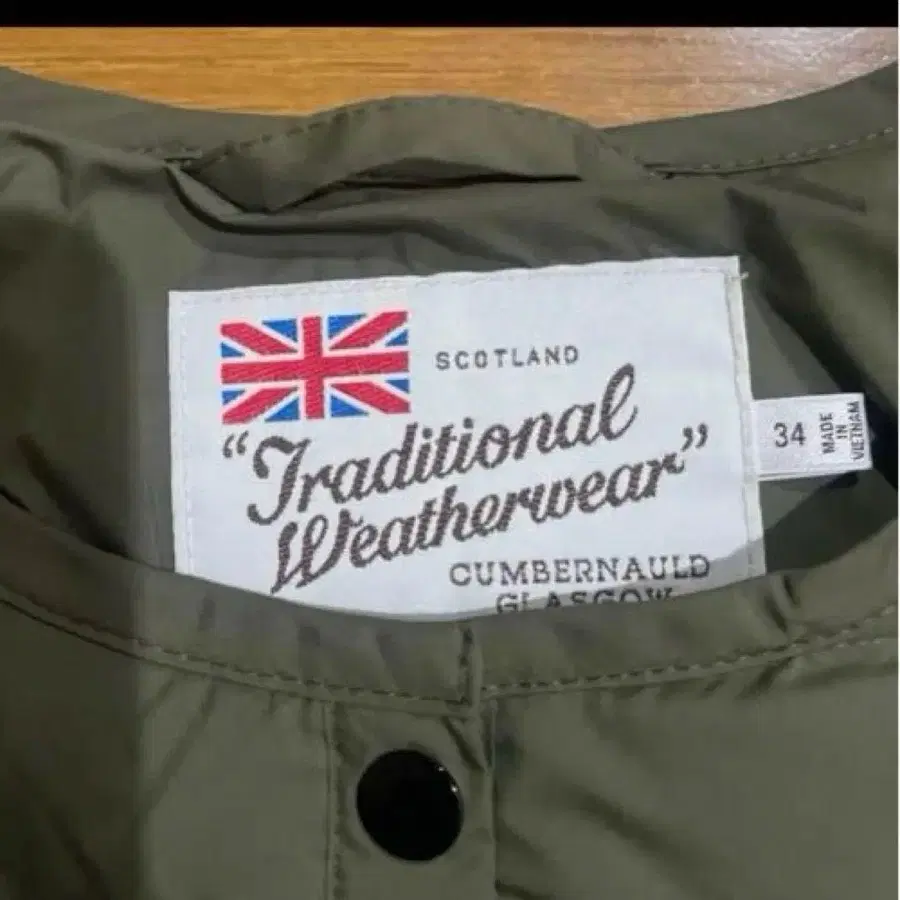 SCOTLAND
"Traditional
Weatherwear"
CUMBERNAULD
GLASGOW
34
MADE
IN
VIETNAM